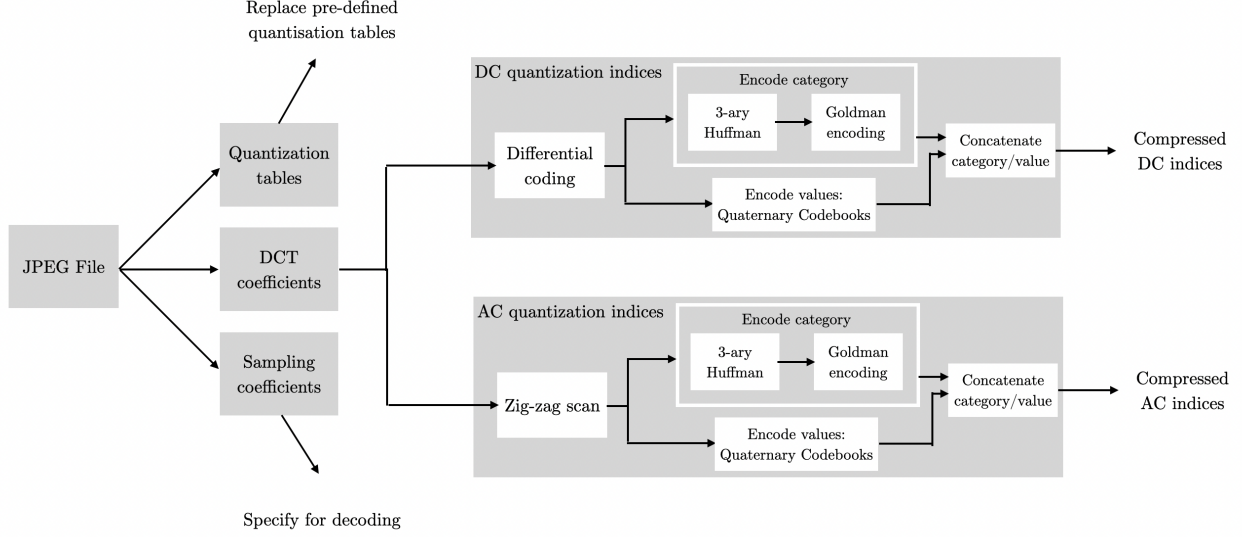 Replace pre-defined
quantisation tables
Quantization
tables
JPEG File
DCT
coefficients
Sampling
coefficients
Specify for decoding
DC quantization indices
Differential
coding
Encode category
3-ary
Huffman
Goldman
encoding
Encode values:
Quaternary Codebooks
Concatenate
category/value
Compressed
DC indices
AC quantization indices
Zig-zag scan
Encode category
3-ary
Huffman
Goldman
encoding
Encode values:
Quaternary Codebooks
Concatenate
category/value
Compressed
AC indices